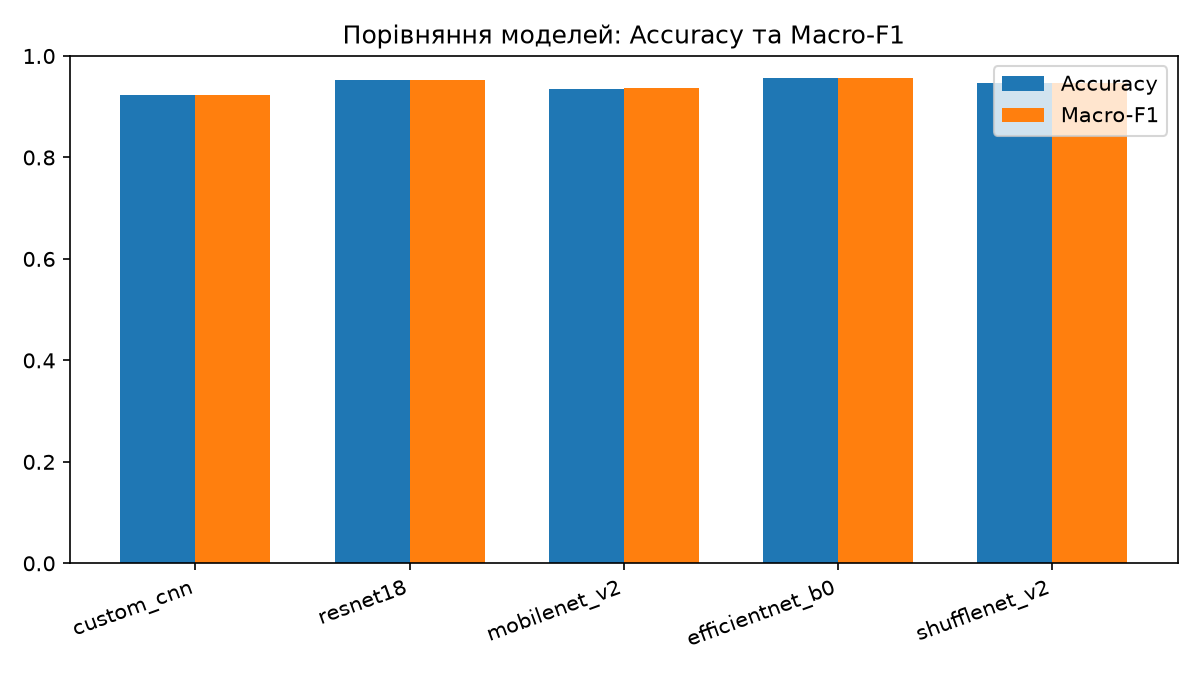 Порівняння моделей: Accuracy та Macro-F1
1.0
0.8
0.6
0.4
0.2
0.0
Accuracy
Macro-F1
custom_cnn
resnet18
mobilenet_v2
efficientnet_b0
shufflenet_v2